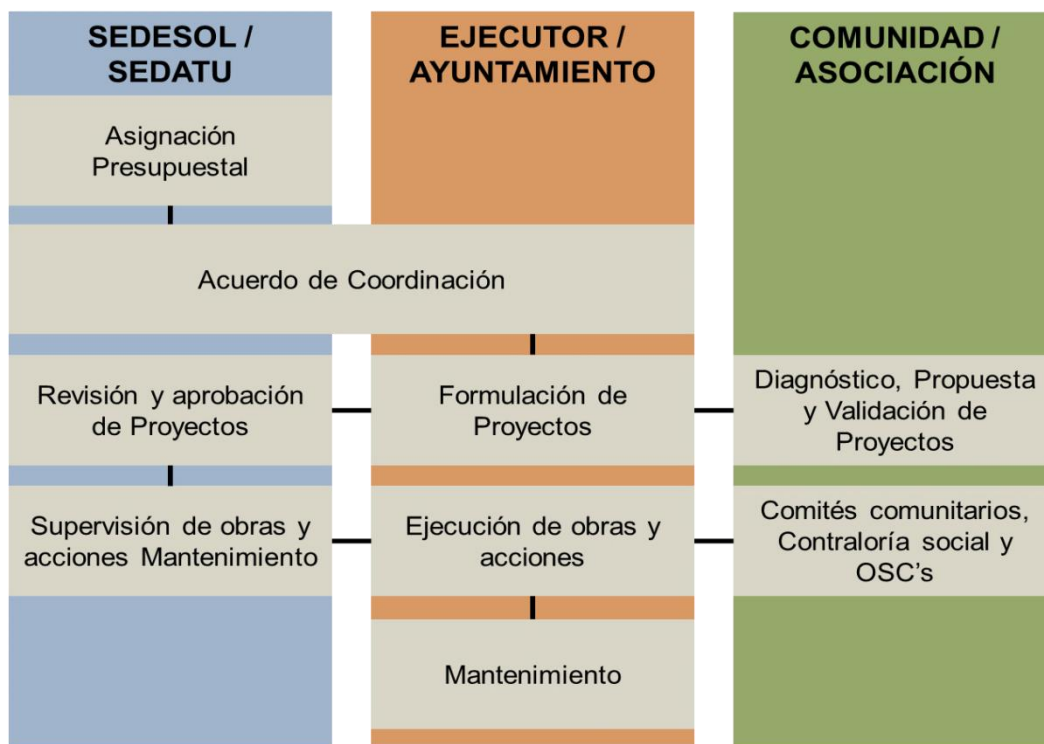 SEDESOL /
SEDATU
EJECUTOR /
AYUNTAMIENTO
COMUNIDAD /
ASOCIACIÓN
Asignación
Presupuestal
Acuerdo de Coordinación
Revisión y aprobación
de Proyectos
Formulación de
Proyectos
Diagnóstico, Propuesta
y Validación de
Proyectos
Supervisión de obras y
acciones Mantenimiento
Ejecución de obras y
acciones
Comités comunitarios,
Contraloría social y
OSC's
Mantenimiento